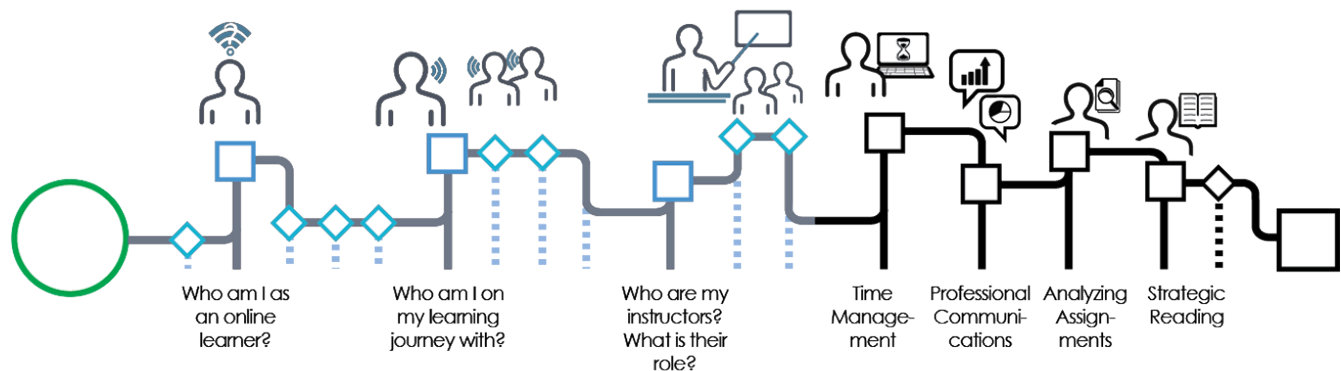 Who am I as
an online
learner?
Who am I on
my learning
journey with?
Who are my
instructors?
What is their
role?
Time
Manage-
ment
Professional
Communi-
cations
Analyzing
Assign-
ments
Strategic
Reading